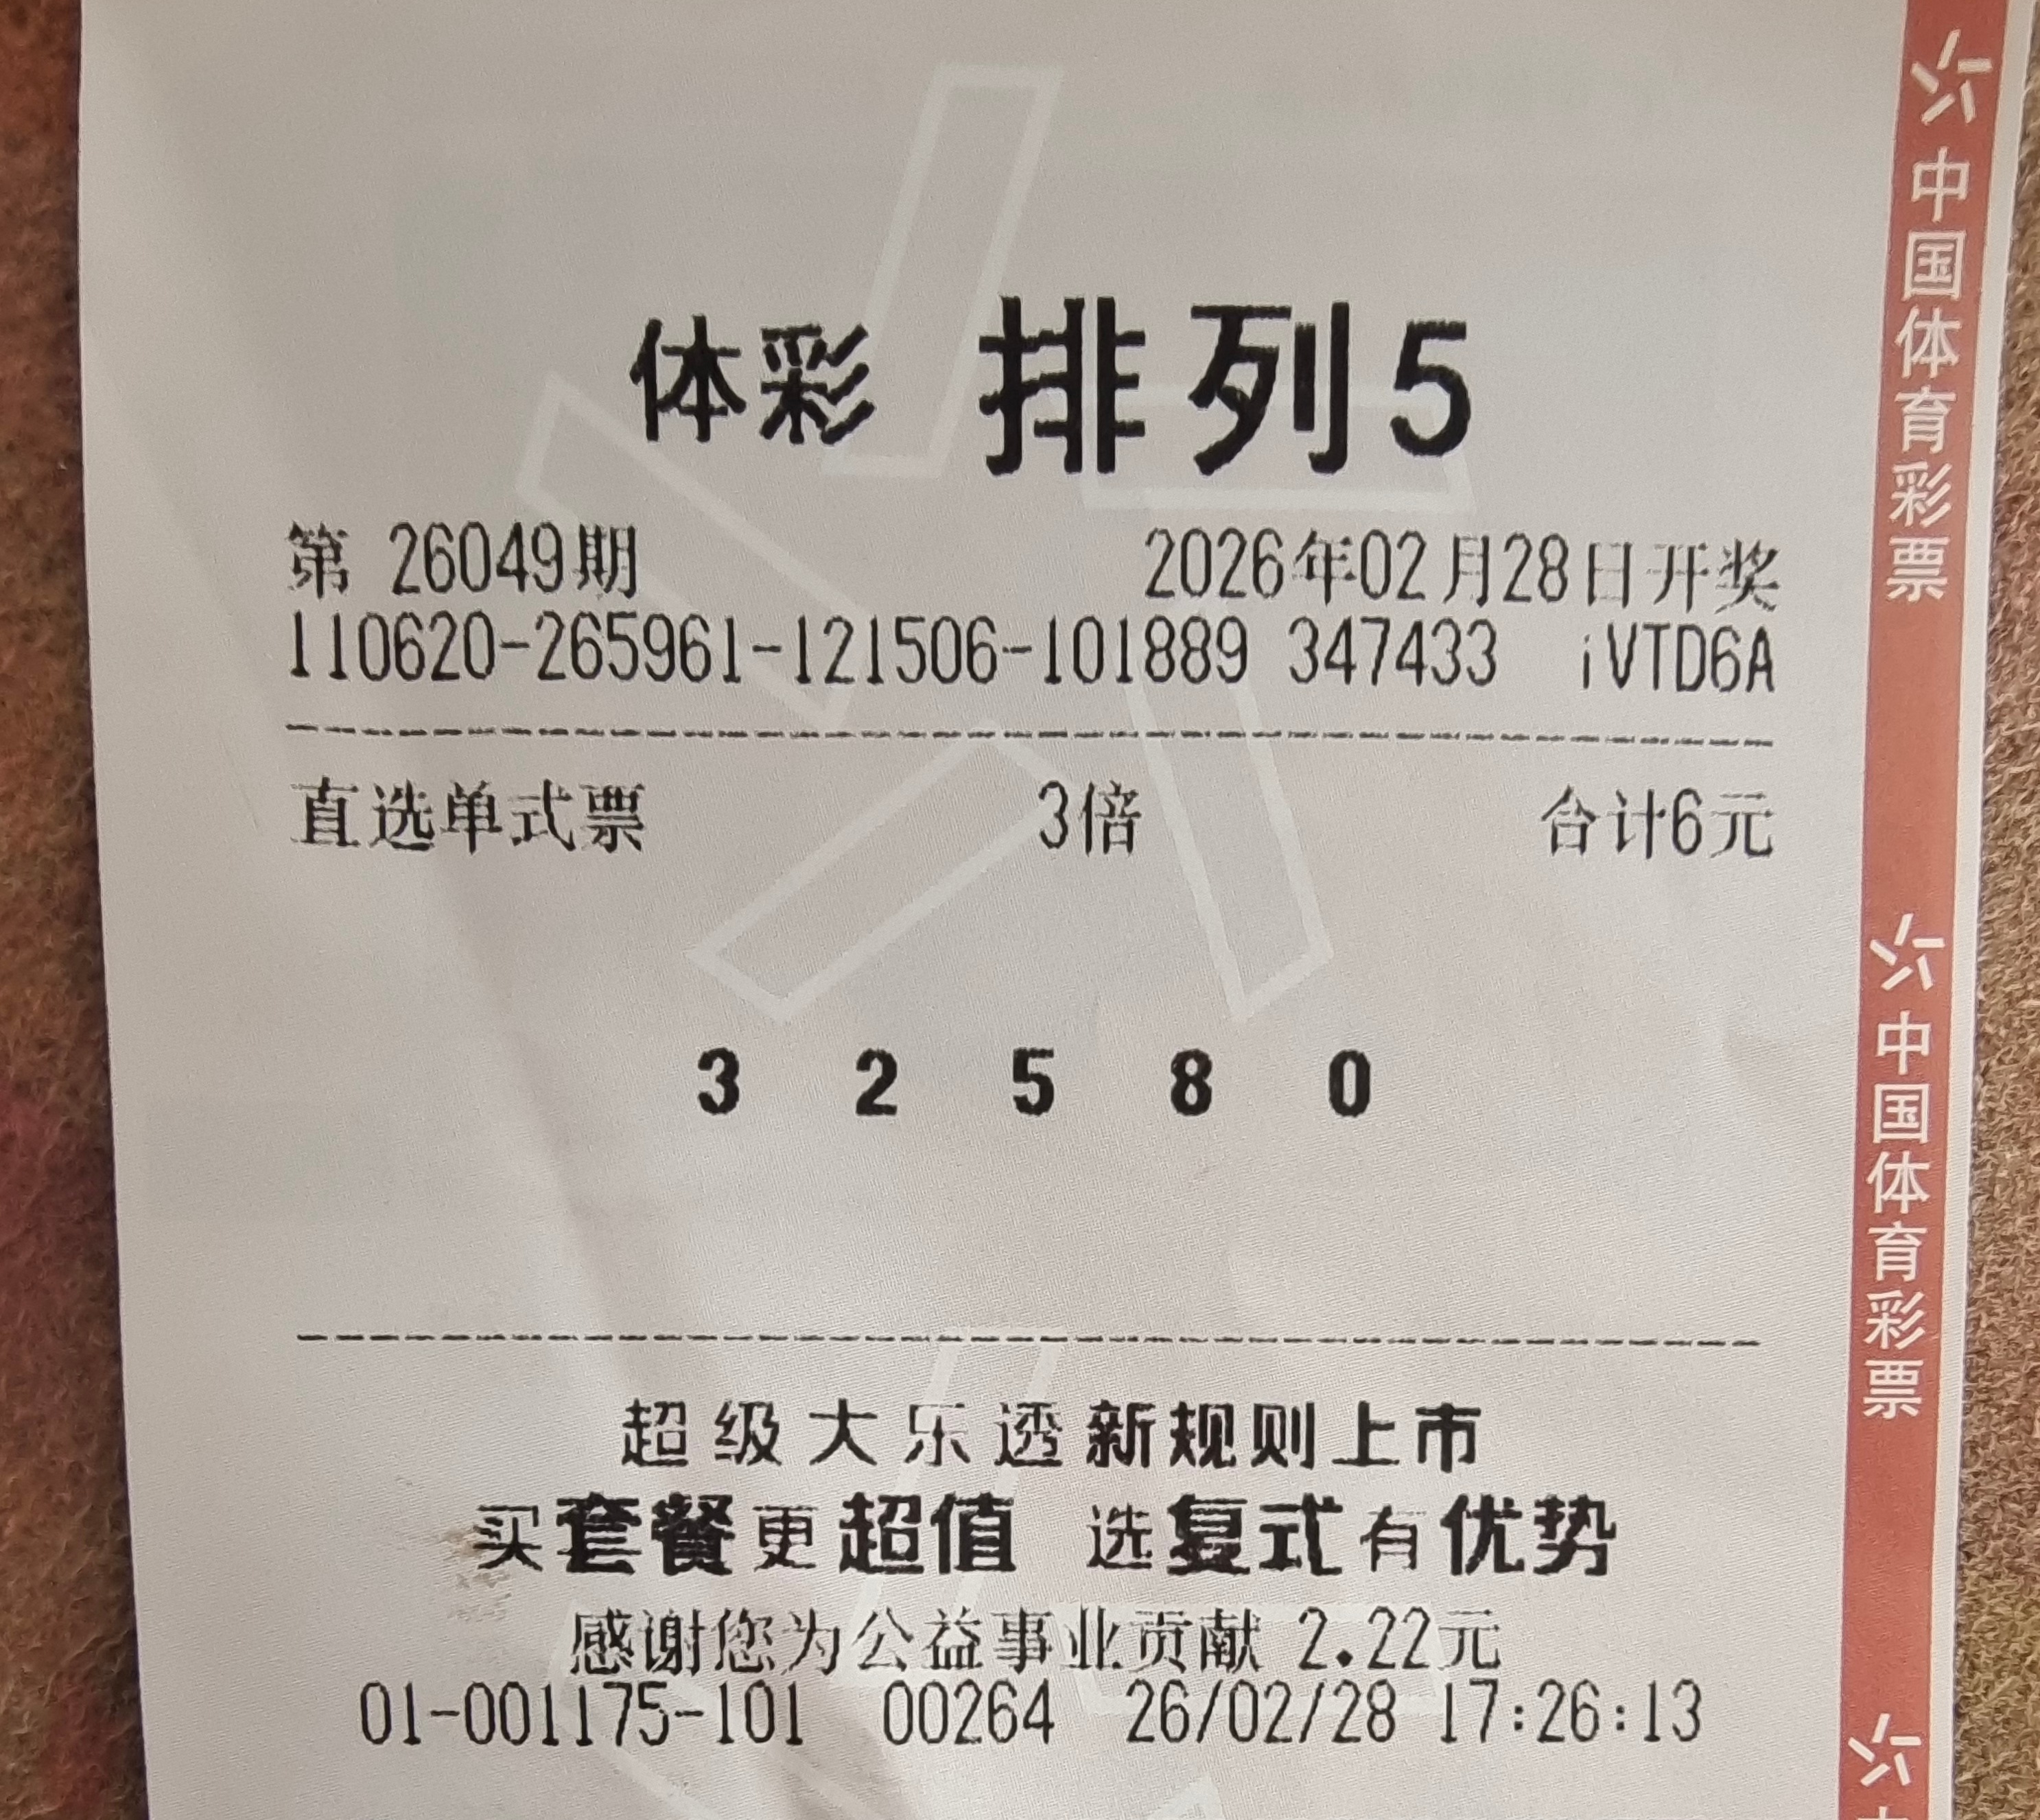 体彩 排列5
第 26049期 2026年02月28日开奖
110620-265961-121506-101889 347433 iVTD6A
直选单式票 3倍 合计6元
3 2 5 8 0
超级大乐透新规则上市
买套餐更超值 选复式有优势
感谢您为公益事业贡献 2.22元
01-001175-101 00264 26/02/28 17:26:13
中国体育彩票
中国体育彩票